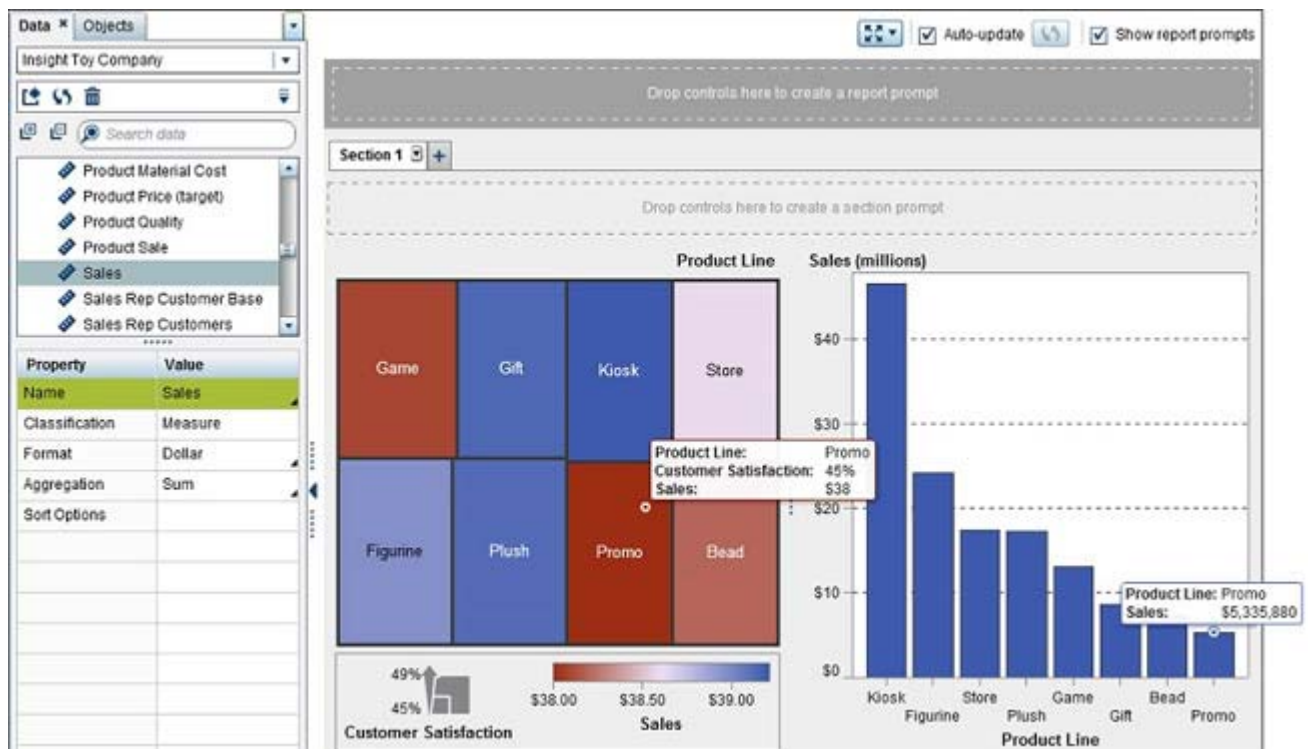 Data × Objects
Insight Toy Company
Search data
Product Material Cost
Product Price (target)
Product Quality
Product Sale
Sales
Sales Rep Customer Base
Sales Rep Customers
Property Value
Name Sales
Classification Measure
Format Dollar
Aggregation Sum
Sort Options
Auto-update Show report prompts
Drop controls here to create a report prompt
Section 1 +
Drop controls here to create a section prompt
Product Line
Game Gift Kiosk Store
Figurine Plush Promo Bead
Product Line: Promo
Customer Satisfaction: 45%
Sales: $38
49%
45%
Customer Satisfaction
$38.00 $38.50 $39.00
Sales
Sales (millions)
$40
$30
$20
$10
$0
Product Line: Promo
Sales: $5,335,880
Kiosk Store Game Bead
Figurine Plush Gift Promo
Product Line